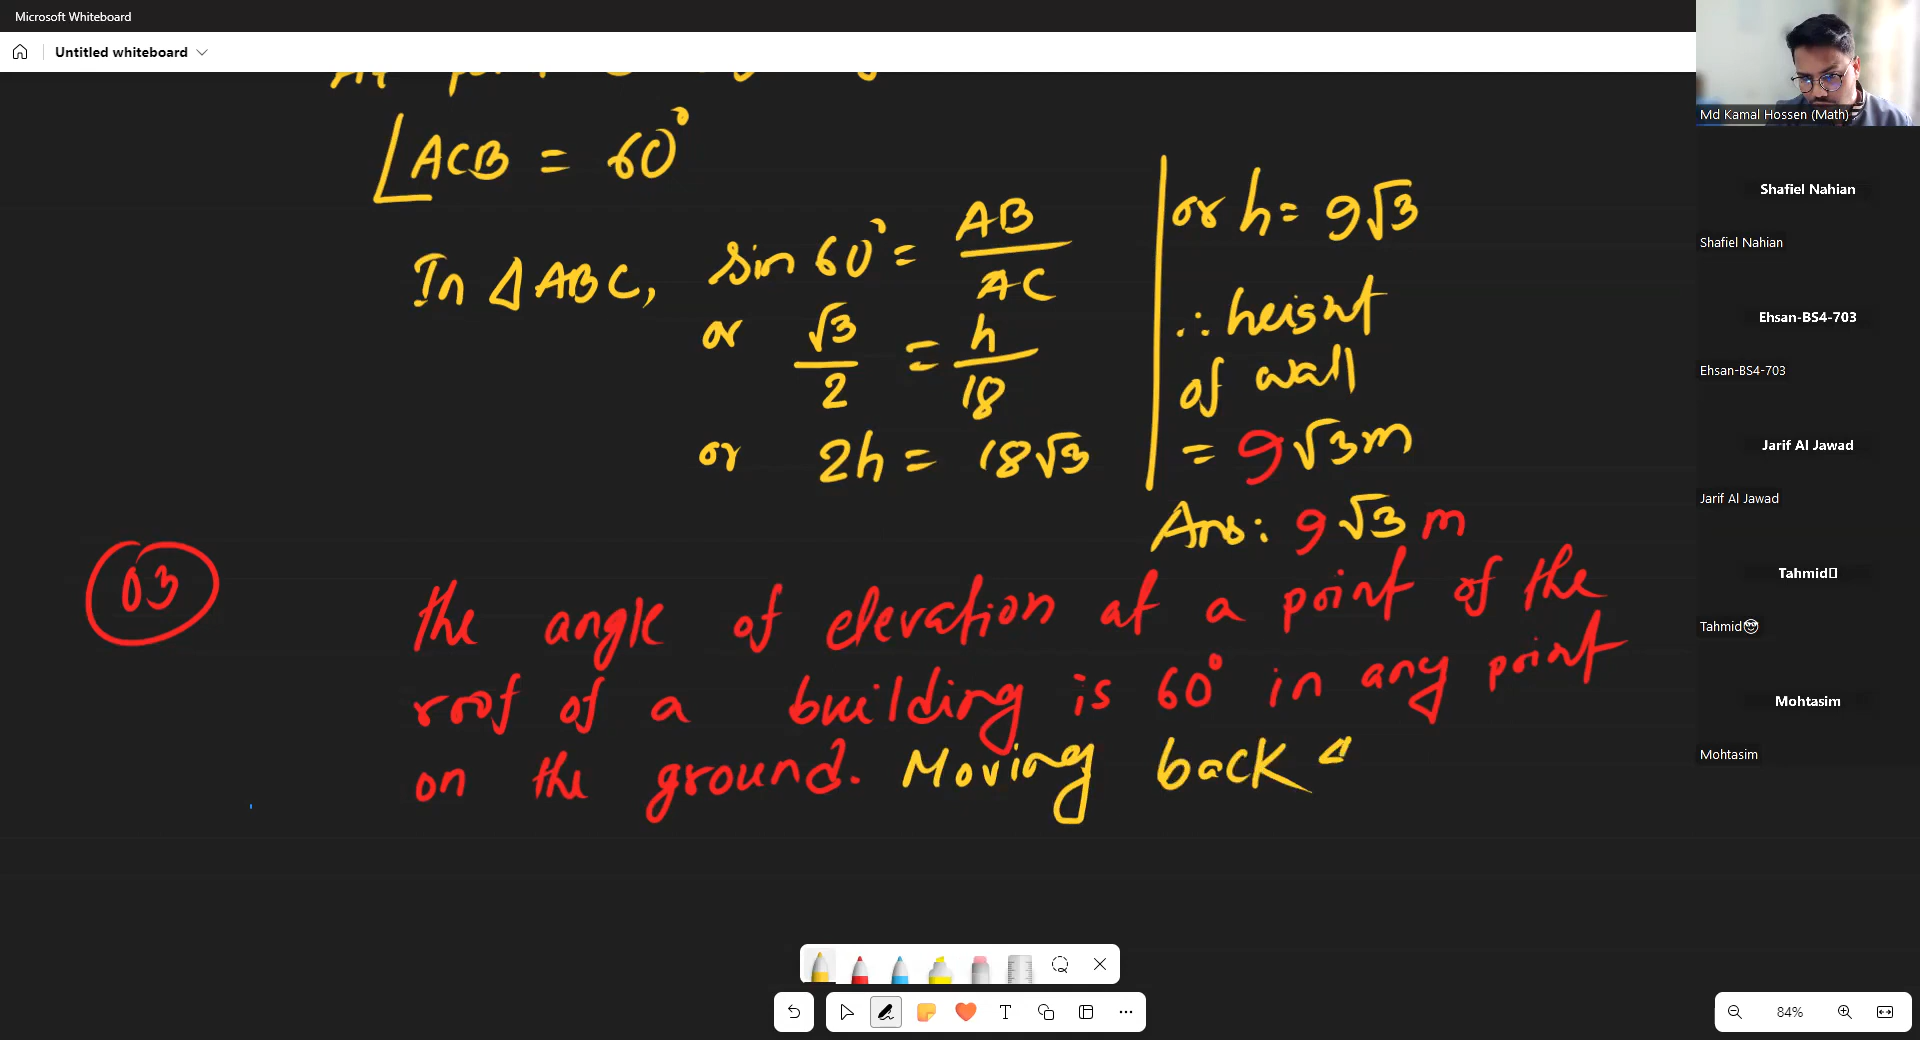 Microsoft Whiteboard
Untitled whiteboard
∠ACB = 60°
In ΔABC, sin 60° = AB/AC
or √3/2 = h/18
or 2h = 18√3
or h = 9√3
∴ height
of wall
= 9√3m
Ans: 9√3 m
03
the angle of elevation at a point of the
roof of a building is 60° in any point
on the ground. Moving back
Md Kamal Hossen (Math)
Shafiel Nahian
Shafiel Nahian
Ehsan-BS4-703
Ehsan-BS4-703
Jarif Al Jawad
Jarif Al Jawad
Tahmid
Tahmid😎
Mohtasim
Mohtasim
84%